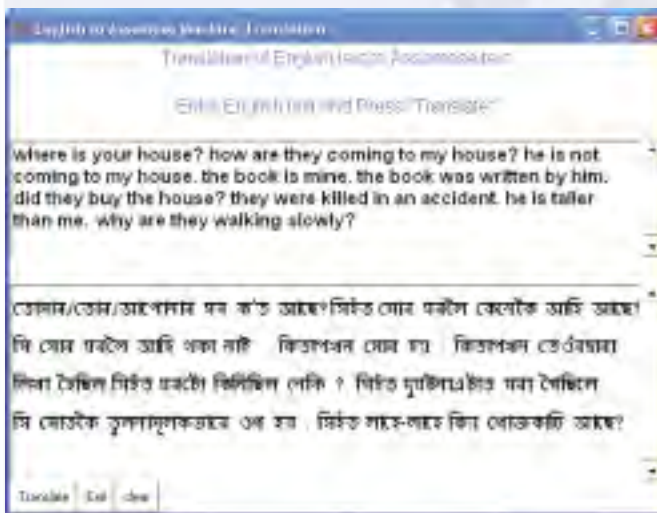 English to Assamese Machine Translation
Translation of English text to Assamese text
Enter English text and Press "Translate"
where is your house? how are they coming to my house? he is not
coming to my house. the book is mine. the book was written by him.
did they buy the house? they were killed in an accident. he is taller
than me. why are they walking slowly?
তোমাৰ/তোৰ/আপোনাৰ ঘৰ ক'ত আছে? সিহঁত মোৰ ঘৰলৈ কেনেকৈ আহি আছে?
সি মোৰ ঘৰলৈ আহি থকা নাই . কিতাপখন মোৰ হয় . কিতাপখন তেওঁৰদ্বাৰা
লিখা হৈছিল সিহঁত ঘৰটো কিনিছিল নেকি ? সিহঁত দুৰ্ঘটনাএটাত মৰা হৈছিলে
সি মোতকৈ তুলনামূলকভাবে ওখ হয় . সিহঁত লাহে-লাহে কিয় খোজকাঢ়ি আছে?
Translate Exit clear